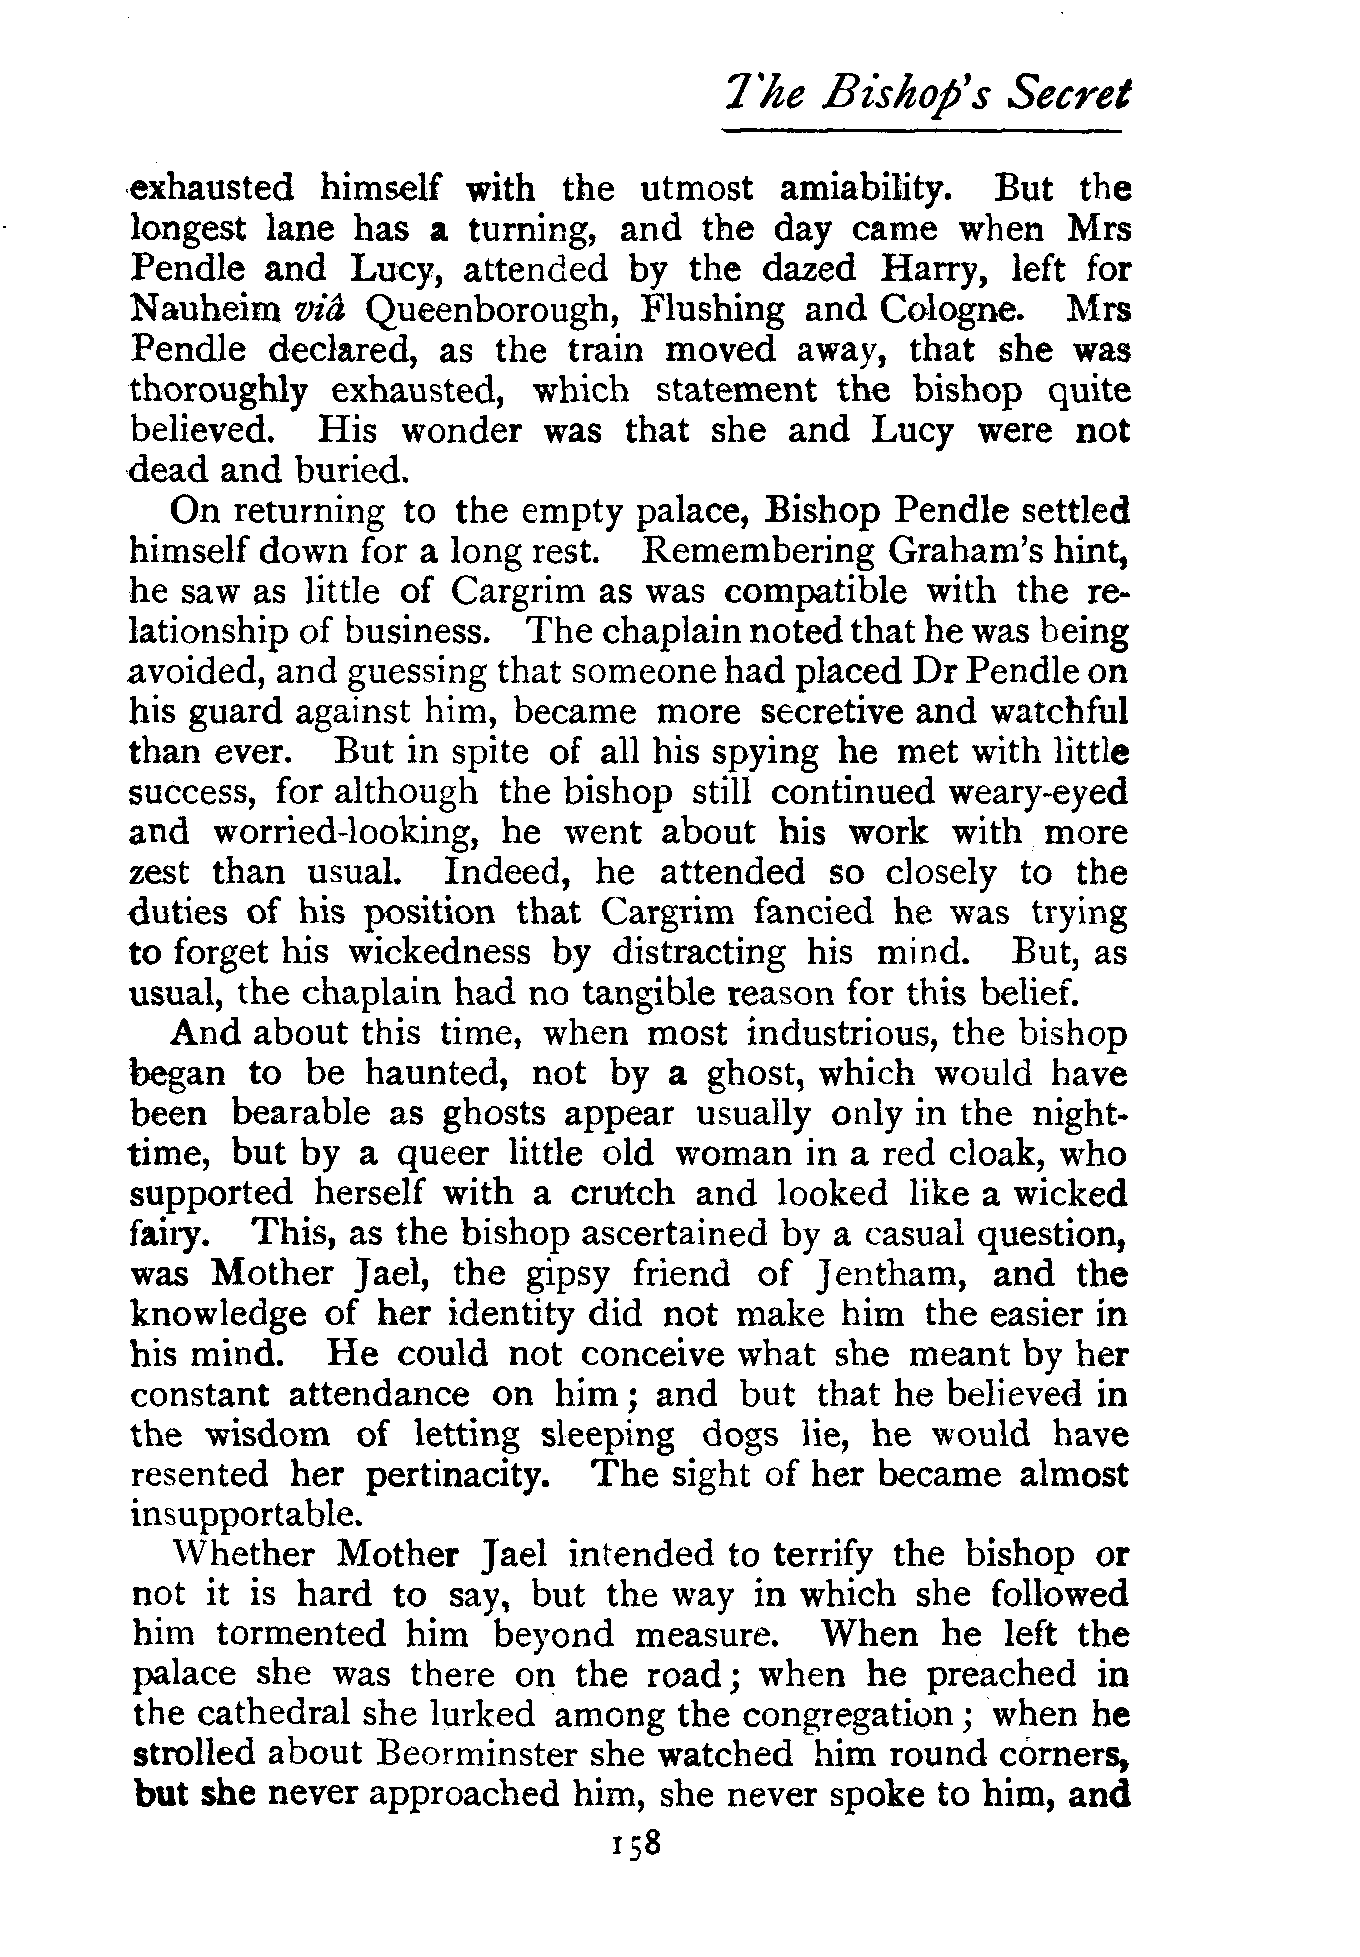 The Bishop's Secret
exhausted himself with the utmost amiability. But the
longest lane has a turning, and the day came when Mrs
Pendle and Lucy, attended by the dazed Harry, left for
Nauheim viâ Queenborough, Flushing and Cologne. Mrs
Pendle declared, as the train moved away, that she was
thoroughly exhausted, which statement the bishop quite
believed. His wonder was that she and Lucy were not
dead and buried.
On returning to the empty palace, Bishop Pendle settled
himself down for a long rest. Remembering Graham's hint,
he saw as little of Cargrim as was compatible with the re-
lationship of business. The chaplain noted that he was being
avoided, and guessing that someone had placed Dr Pendle on
his guard against him, became more secretive and watchful
than ever. But in spite of all his spying he met with little
success, for although the bishop still continued weary-eyed
and worried-looking, he went about his work with more
zest than usual. Indeed, he attended so closely to the
duties of his position that Cargrim fancied he was trying
to forget his wickedness by distracting his mind. But, as
usual, the chaplain had no tangible reason for this belief.
And about this time, when most industrious, the bishop
began to be haunted, not by a ghost, which would have
been bearable as ghosts appear usually only in the night-
time, but by a queer little old woman in a red cloak, who
supported herself with a crutch and looked like a wicked
fairy. This, as the bishop ascertained by a casual question,
was Mother Jael, the gipsy friend of Jentham, and the
knowledge of her identity did not make him the easier in
his mind. He could not conceive what she meant by her
constant attendance on him; and but that he believed in
the wisdom of letting sleeping dogs lie, he would have
resented her pertinacity. The sight of her became almost
insupportable.
Whether Mother Jael intended to terrify the bishop or
not it is hard to say, but the way in which she followed
him tormented him beyond measure. When he left the
palace she was there on the road; when he preached in
the cathedral she lurked among the congregation; when he
strolled about Beorminster she watched him round corners,
but she never approached him, she never spoke to him, and
158